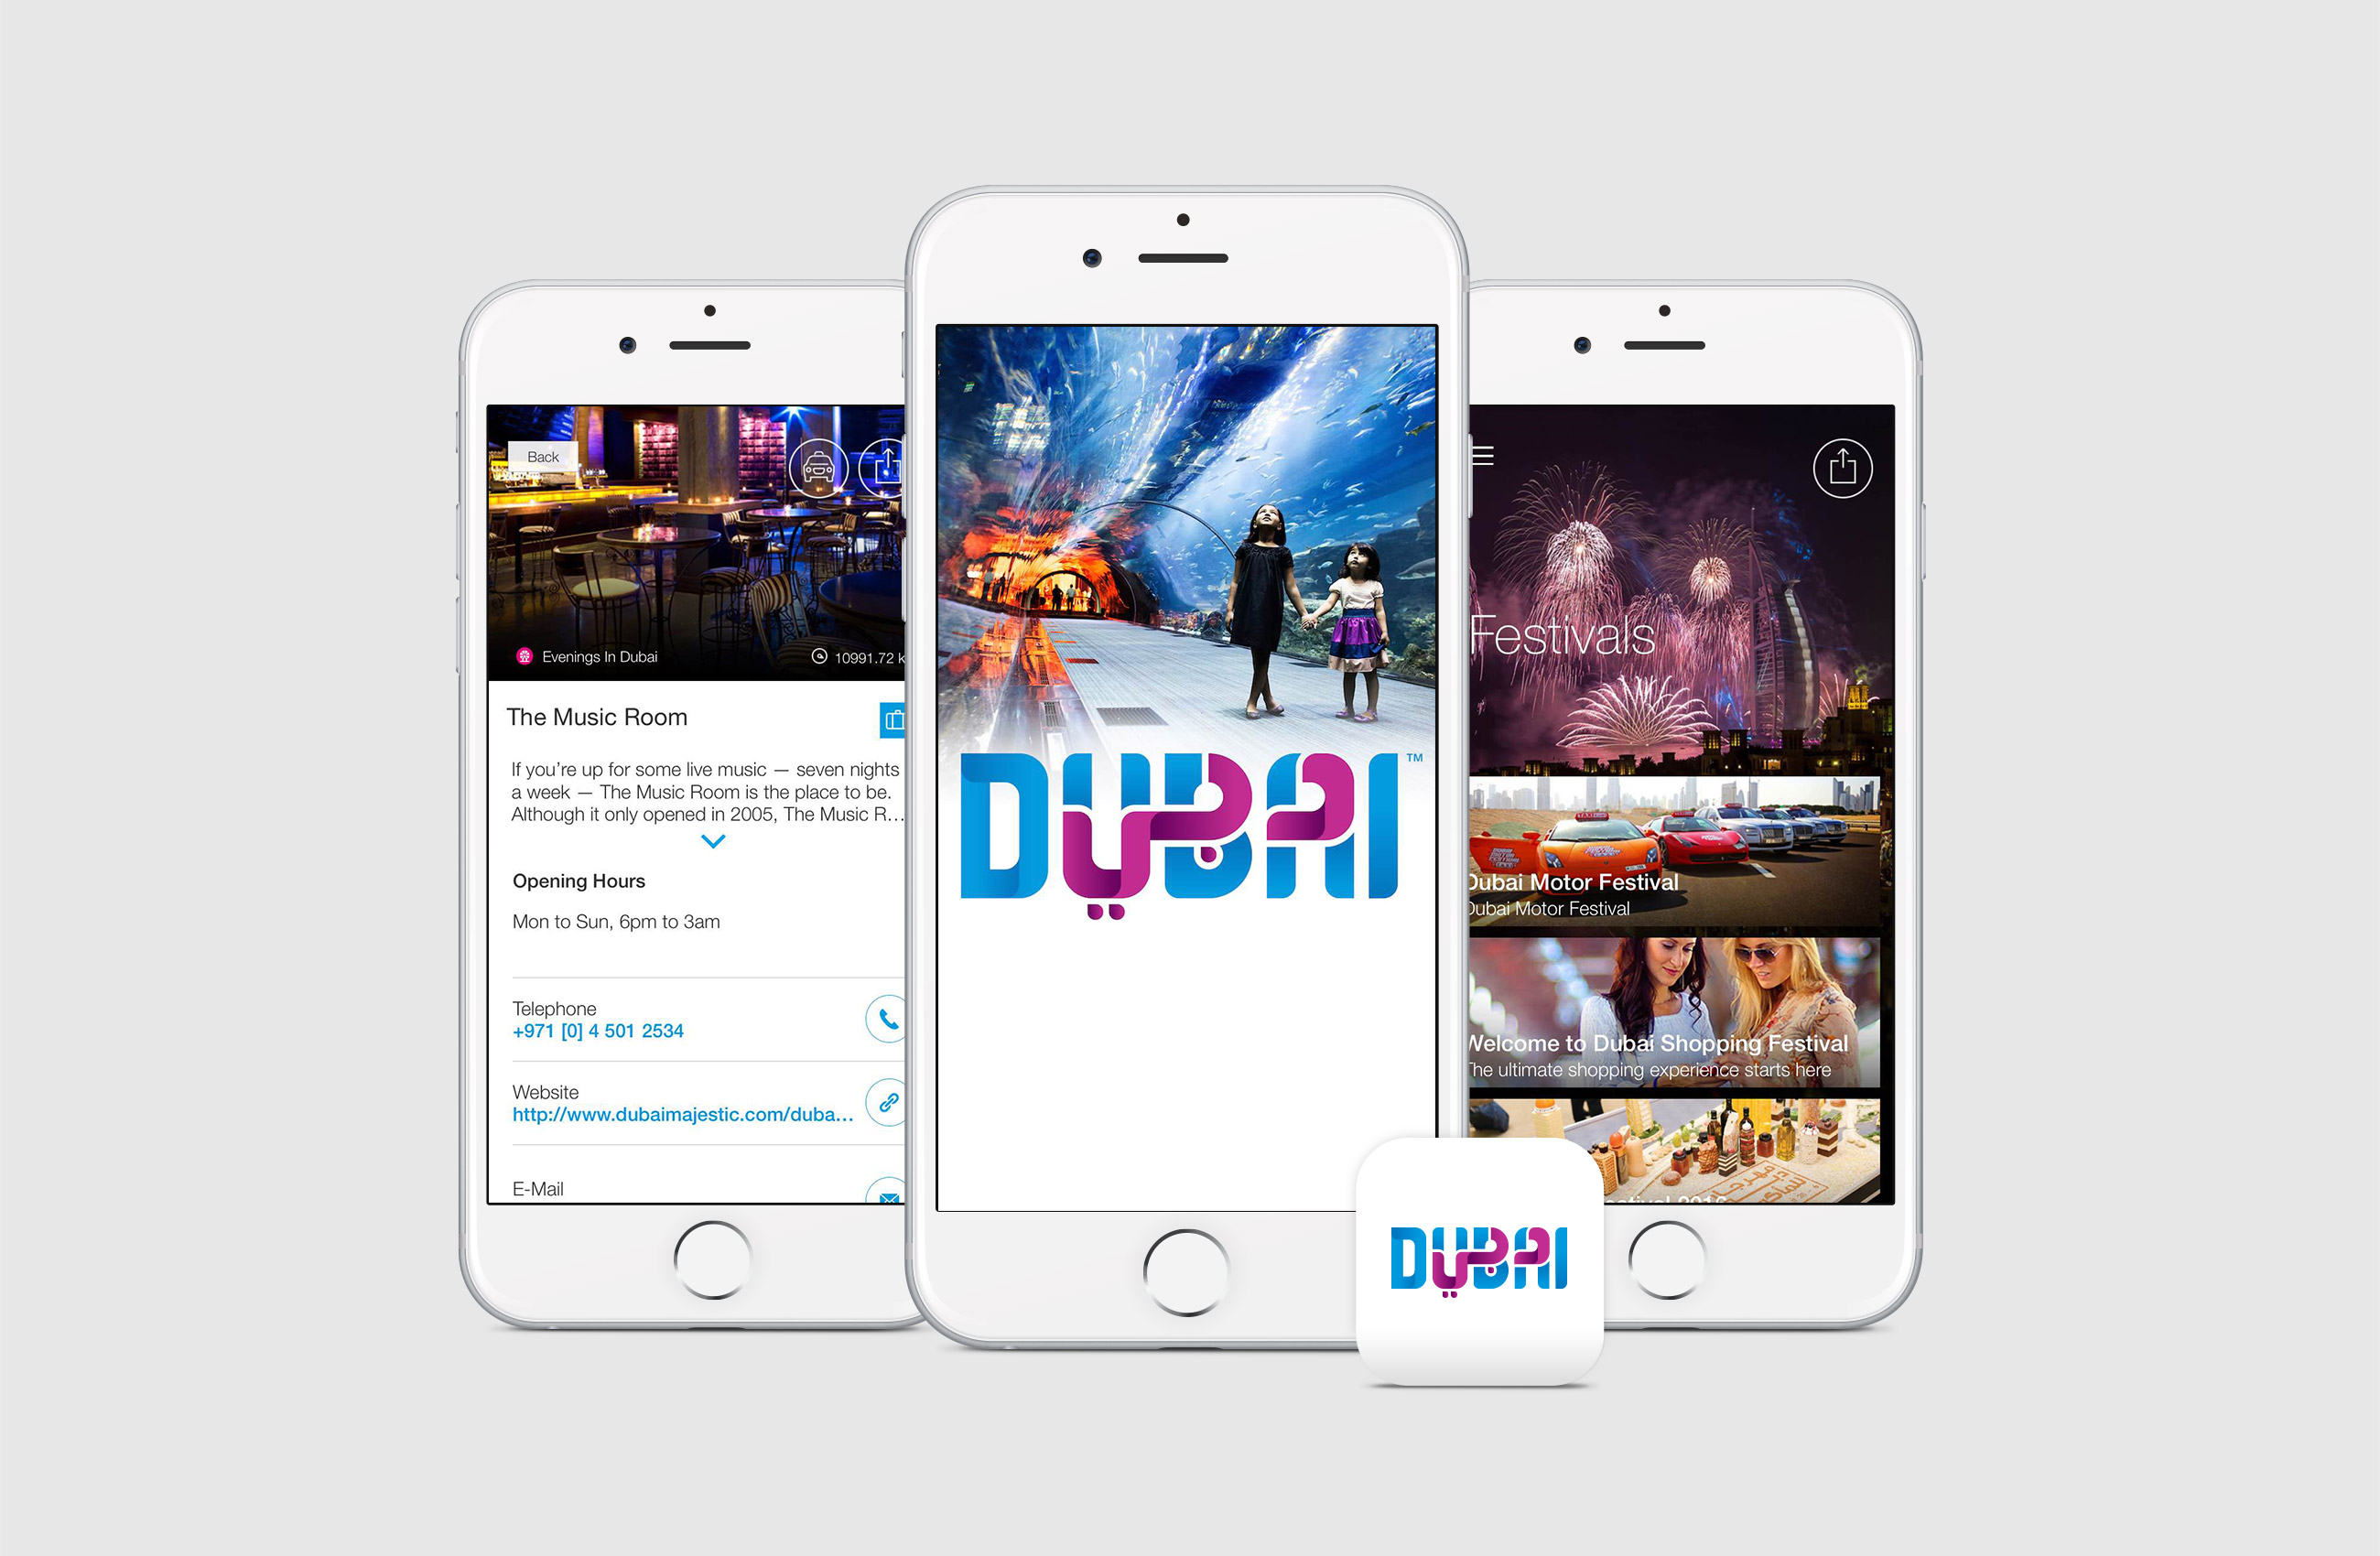 Back
Evenings In Dubai
10991.72 k
The Music Room
If you're up for some live music — seven nights
a week — The Music Room is the place to be.
Although it only opened in 2005, The Music R...
Opening Hours
Mon to Sun, 6pm to 3am
Telephone
+971 [0] 4 501 2534
Website
http://www.dubaimajestic.com/duba...
E-Mail
DUBAI™
دبي
Festivals
TAXI
Dubai Motor Festival
Dubai Motor Festival
Welcome to Dubai Shopping Festival
The ultimate shopping experience starts here
DUBAI
دبي